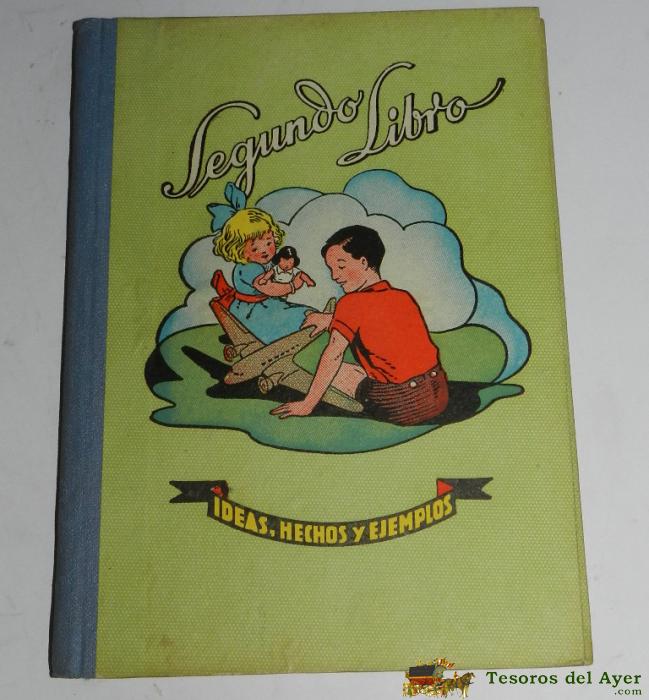 Segundo Libro
IDEAS, HECHOS Y EJEMPLOS
Tesoros del Ayer
.com